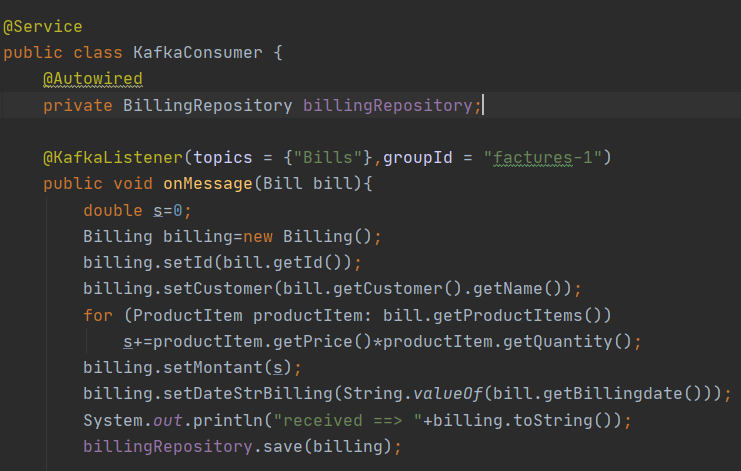 @Service
public class KafkaConsumer {
    @Autowired
    private BillingRepository billingRepository;
    @KafkaListener(topics = {"Bills"},groupId = "factures-1")
    public void onMessage(Bill bill){
        double s=0;
        Billing billing=new Billing();
        billing.setId(bill.getId());
        billing.setCustomer(bill.getCustomer().getName());
        for (ProductItem productItem: bill.getProductItems())
            s+=productItem.getPrice()*productItem.getQuantity();
        billing.setMontant(s);
        billing.setDateStrBilling(String.valueOf(bill.getBillingdate()));
        System.out.println("received ==> "+billing.toString());
        billingRepository.save(billing);